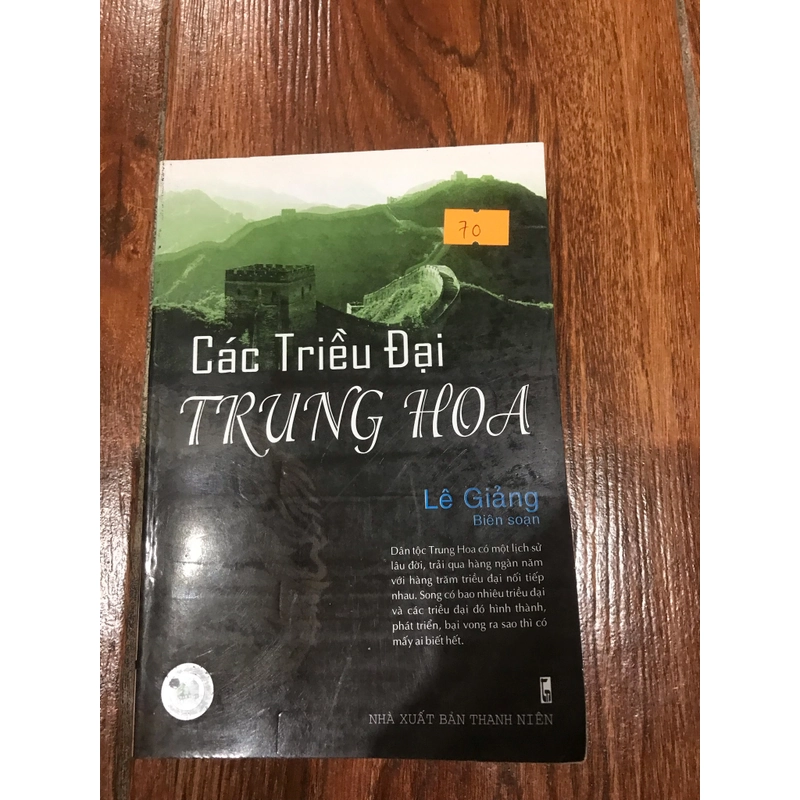 70
Các Triều Đại
TRUNG HOA
Lê Giảng
Biên soạn
Dân tộc Trung Hoa có một lịch sử
lâu đời, trải qua hàng ngàn năm
với hàng trăm triều đại nối tiếp
nhau. Song có bao nhiêu triều đại
và các triều đại đó hình thành,
phát triển, bại vong ra sao thì có
mấy ai biết hết.
NHÀ XUẤT BẢN THANH NIÊN